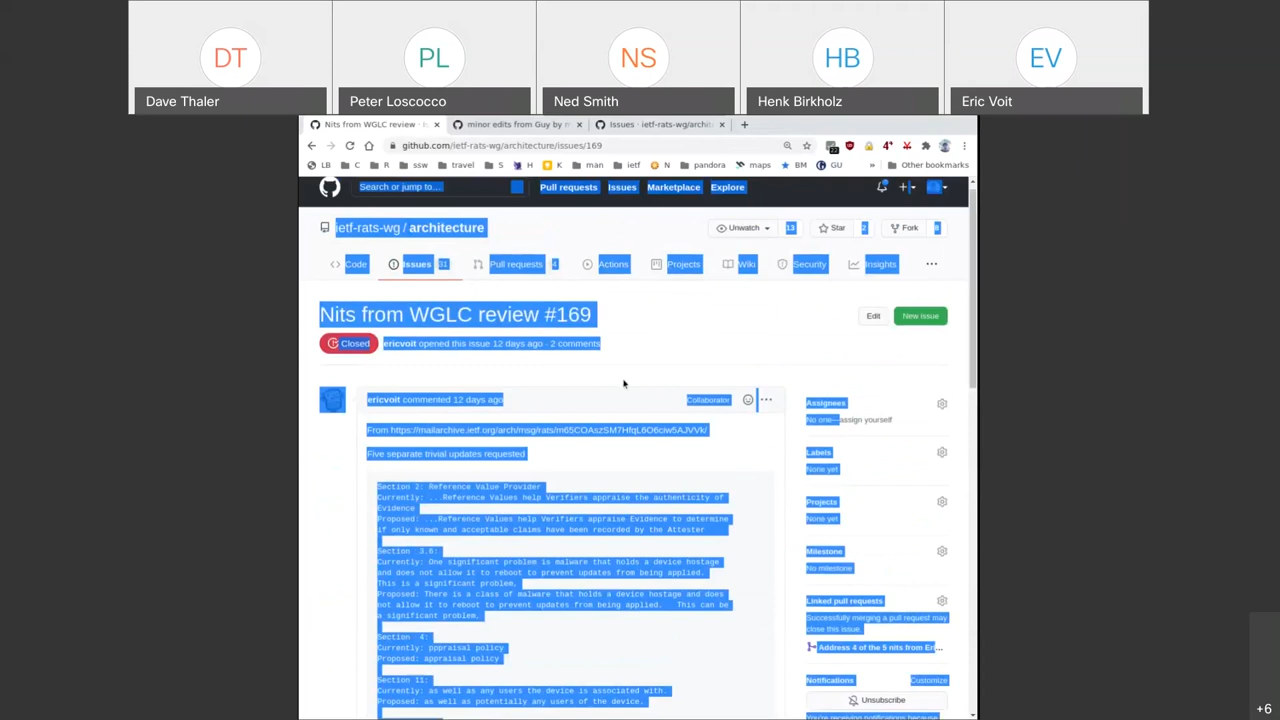 DT
PL
NS
HB
EV
Dave Thaler
Peter Loscocco
Ned Smith
Henk Birkholz
Eric Voit
Nits from WGLC review
minor edits from Guy by m
Issues · ietf-rats-wg/archit
github.com/ietf-rats-wg/architecture/issues/169
LB C R ssw travel S H K man ietf N pandora maps BM GU » Other bookmarks
Search or jump to... Pull requests Issues Marketplace Explore
ietf-rats-wg / architecture
Unwatch 13 Star 2 Fork 8
Code Issues 31 Pull requests 4 Actions Projects Wiki Security Insights
Nits from WGLC review #169
Edit New issue
Closed ericvoit opened this issue 12 days ago · 2 comments
ericvoit commented 12 days ago Collaborator
From https://mailarchive.ietf.org/arch/msg/rats/m65COAszSM7HfqL6O6ciw5AJVVk/
Five separate trivial updates requested
Section 2: Reference Value Provider
Currently: ...Reference Values help Verifiers appraise the authenticity of
Evidence
Proposed: ...Reference Values help Verifiers appraise Evidence to determine
if only known and acceptable claims have been recorded by the Attester
Section 3.6:
Currently: One significant problem is malware that holds a device hostage
and does not allow it to reboot to prevent updates from being applied.
This is a significant problem,
Proposed: There is a class of malware that holds a device hostage and does
not allow it to reboot to prevent updates from being applied. This can be
a significant problem,
Section 4:
Currently: ppraisal policy
Proposed: appraisal policy
Section 11:
Currently: as well as any users the device is associated with.
Proposed: as well as potentially any users of the device.
Assignees
No one—assign yourself
Labels
None yet
Projects
None yet
Milestone
No milestone
Linked pull requests
Successfully merging a pull request may
close this issue.
Address 4 of the 5 nits from Eri...
Notifications Customize
Unsubscribe
You're receiving notifications because
+6